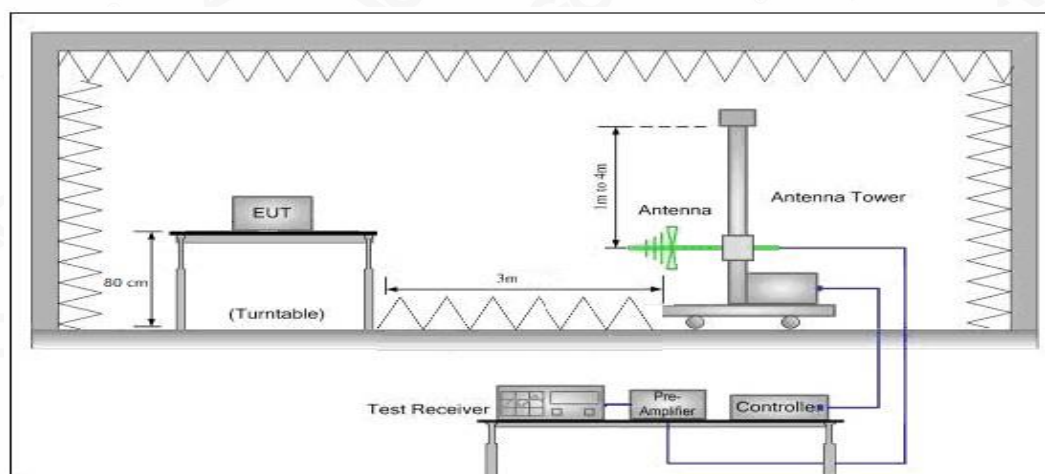 1m to 4m
EUT
Antenna
Antenna Tower
80 cm
3m
(Turntable)
Test Receiver
Pre-
Amplifier
Controller